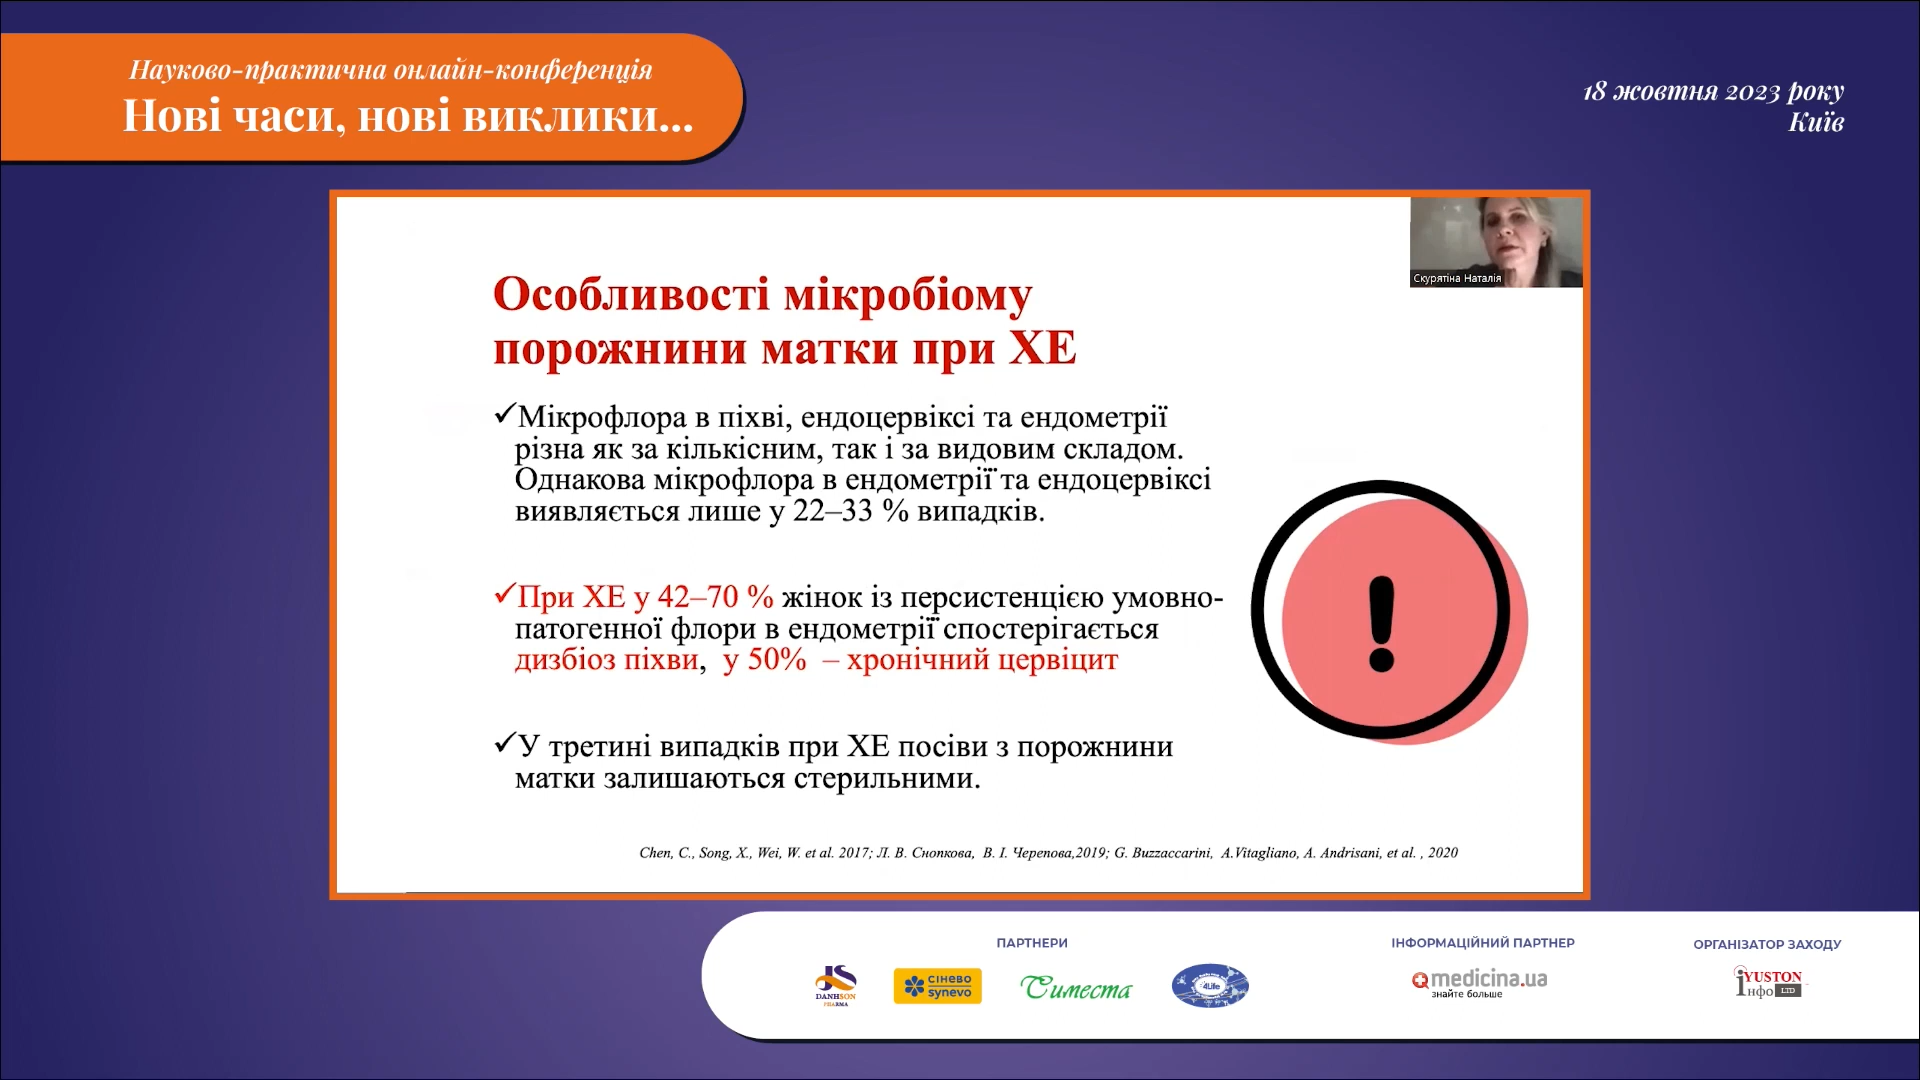 Науково-практична онлайн-конференція
Нові часи, нові виклики...
18 жовтня 2023 року
Київ
Скурятіна Наталія
Особливості мікробіому
порожнини матки при ХЕ
✓Мікрофлора в піхві, ендоцервіксі та ендометрії
різна як за кількісним, так і за видовим складом.
Однакова мікрофлора в ендометрії та ендоцервіксі
виявляється лише у 22–33 % випадків.
✓При ХЕ у 42–70 % жінок із персистенцією умовно-
патогенної флори в ендометрії спостерігається
дизбіоз піхви, у 50% – хронічний цервіцит
✓У третині випадків при ХЕ посіви з порожнини
матки залишаються стерильними.
!
Chen, C., Song, X., Wei, W. et al. 2017; Л. В. Снопкова, В. І. Черепова,2019; G. Buzzaccarini, A.Vitagliano, A. Andrisani, et al. , 2020
ПАРТНЕРИ
ІНФОРМАЦІЙНИЙ ПАРТНЕР
ОРГАНІЗАТОР ЗАХОДУ
DANHSON
PHARMA
СІНЕВО
synevo
Симеста
4Life
medicina.ua
знайте больше
iYUSTON
Інфо LTD